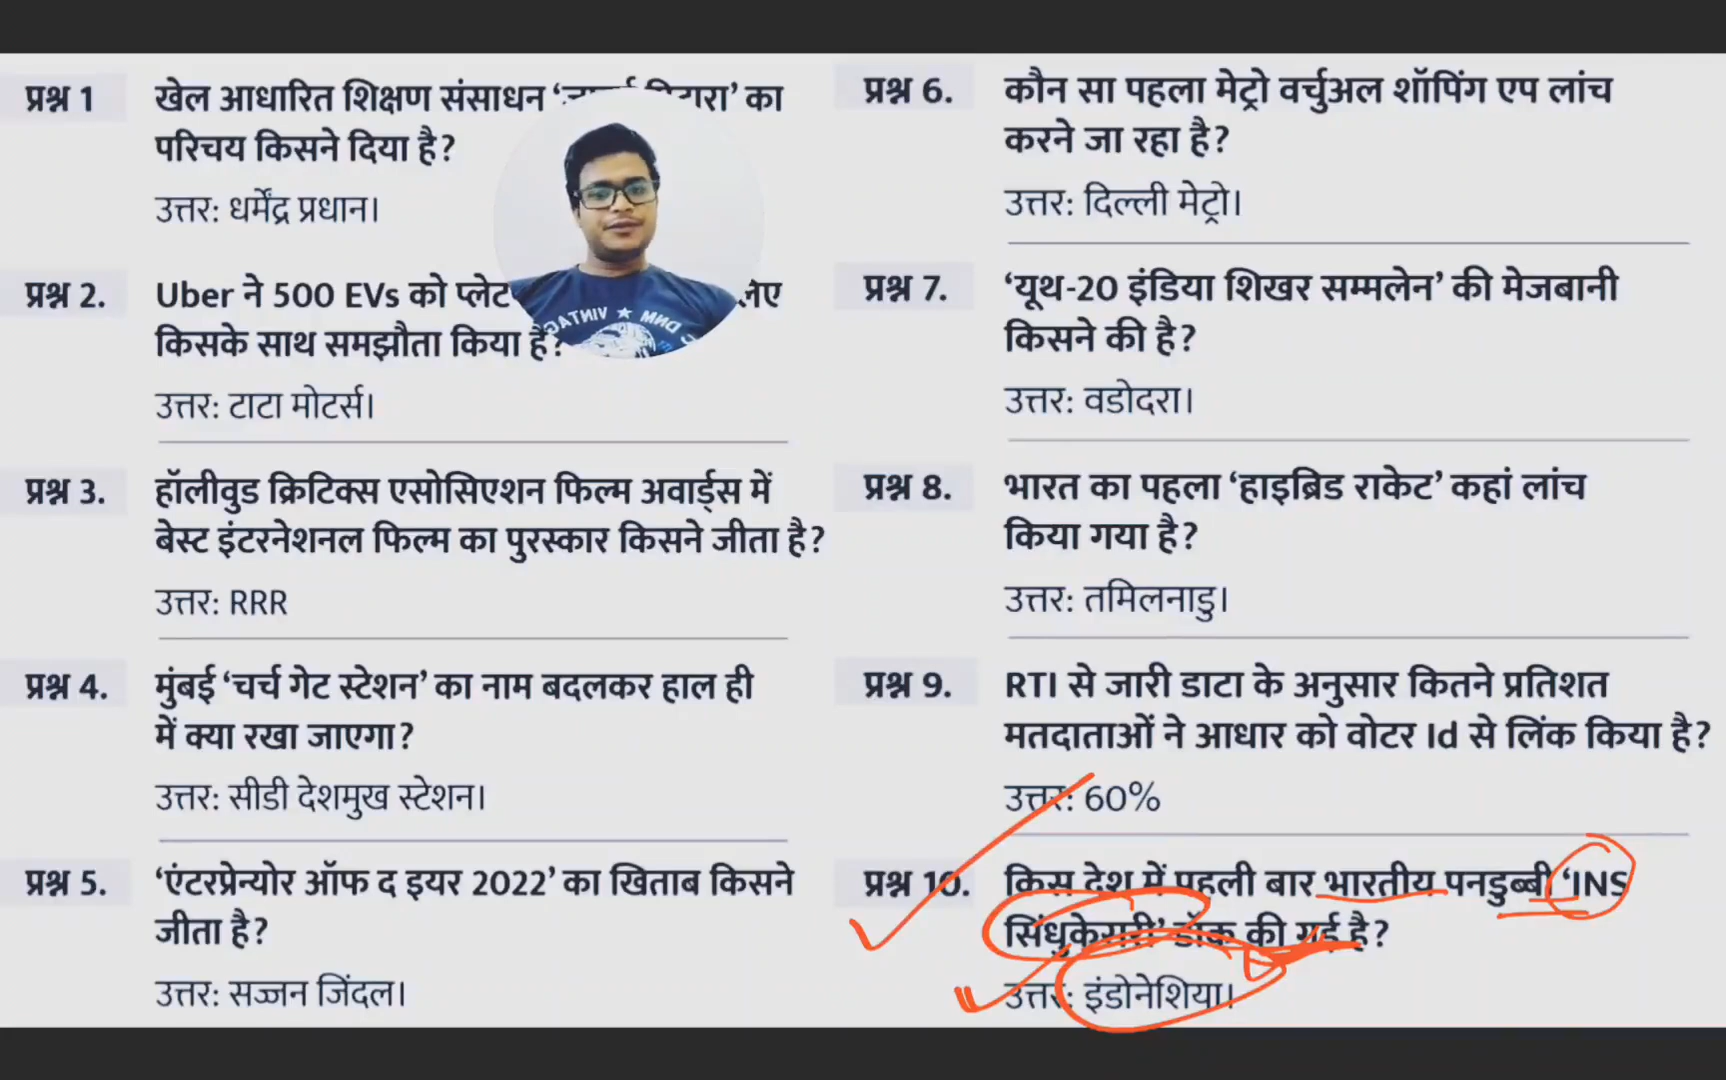 प्रश्न 1
खेल आधारित शिक्षण संसाधन ‘ का
परिचय किसने दिया है?
उत्तर: धर्मेंद्र प्रधान।
प्रश्न 2.
Uber ने 500 EVs को
किसके साथ समझौता किया है?
उत्तर: टाटा मोटर्स।
प्रश्न 3.
हॉलीवुड क्रिटिक्स एसोसिएशन फिल्म अवार्ड्स में
बेस्ट इंटरनेशनल फिल्म का पुरस्कार किसने जीता है?
उत्तर: RRR
प्रश्न 4.
मुंबई ‘चर्च गेट स्टेशन’ का नाम बदलकर हाल ही
में क्या रखा जाएगा?
उत्तर: सीडी देशमुख स्टेशन।
प्रश्न 5.
‘एंटरप्रेन्योर ऑफ द इयर 2022’ का खिताब किसने
जीता है?
उत्तर: सज्जन जिंदल।
प्रश्न 6.
कौन सा पहला मेट्रो वर्चुअल शॉपिंग एप लांच
करने जा रहा है?
उत्तर: दिल्ली मेट्रो।
प्रश्न 7.
‘यूथ-20 इंडिया शिखर सम्मलेन’ की मेजबानी
किसने की है?
उत्तर: वडोदरा।
प्रश्न 8.
भारत का पहला ‘हाइब्रिड राकेट’ कहां लांच
किया गया है?
उत्तर: तमिलनाडु।
प्रश्न 9.
RTI से जारी डाटा के अनुसार कितने प्रतिशत
मतदाताओं ने आधार को वोटर Id से लिंक किया है?
उत्तर: 60%
प्रश्न 10.
किस देश में पहली बार भारतीय पनडुब्बी ‘INS
सिंधुकेसरी’ डॉक की गई है?
उत्तर: इंडोनेशिया।